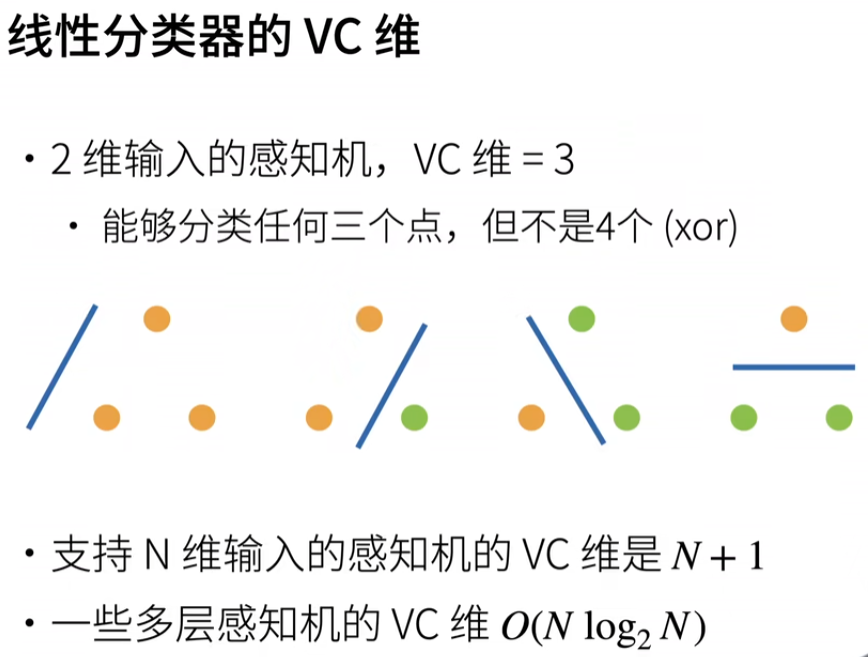 线性分类器的 VC 维
• 2 维输入的感知机，VC 维 = 3
• 能够分类任何三个点，但不是4个 (xor)
• 支持 N 维输入的感知机的 VC 维是 N + 1
• 一些多层感知机的 VC 维 O(N log₂ N)